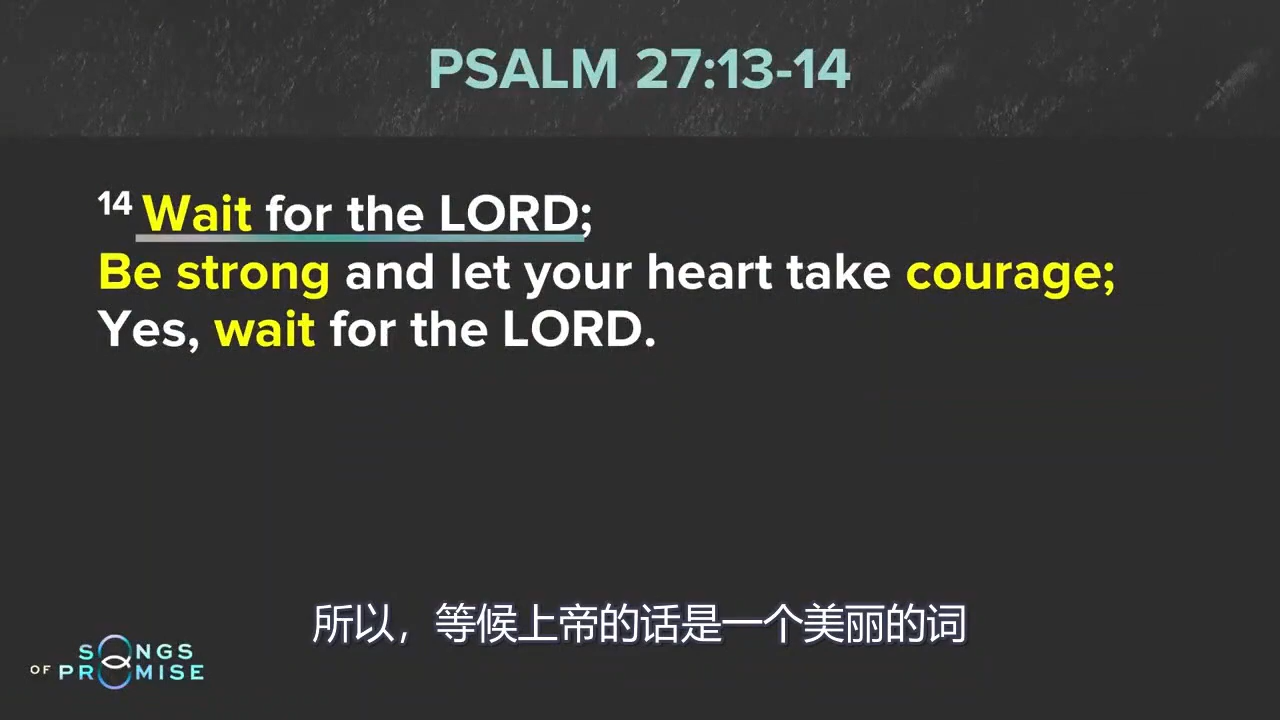 PSALM 27:13-14
14 Wait for the LORD;
Be strong and let your heart take courage;
Yes, wait for the LORD.
所以，等候上帝的话是一个美丽的词
SONGS
OF PROMISE